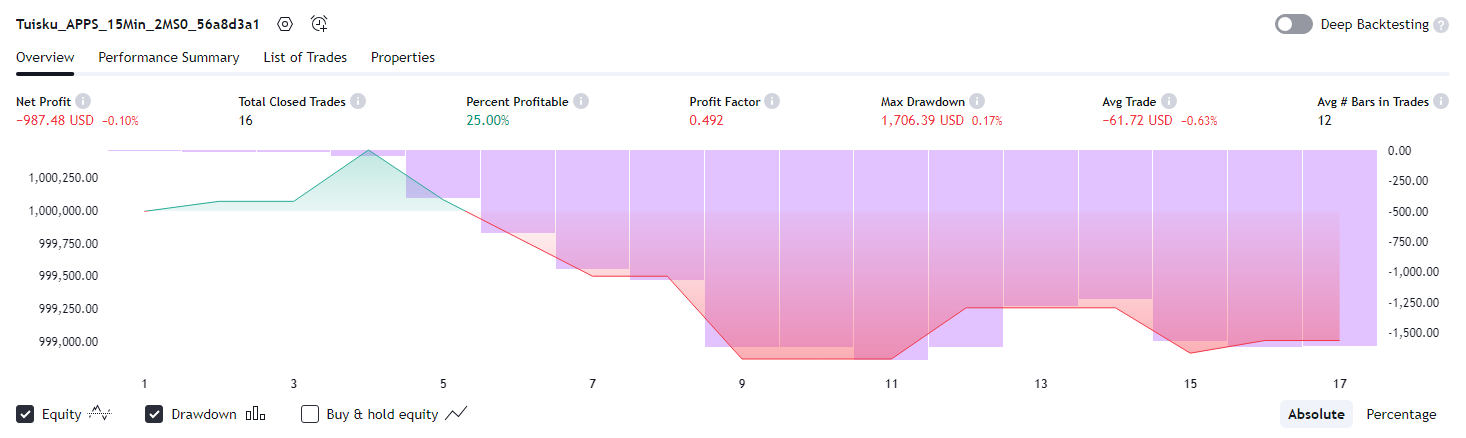 Tuisku_APPS_15Min_2MS0_56a8d3a1 Deep Backtesting ?
Overview Performance Summary List of Trades Properties
Net Profit i Total Closed Trades i Percent Profitable i Profit Factor i Max Drawdown i Avg Trade i Avg # Bars in Trades i
−987.48 USD −0.10% 16 25.00% 0.492 1,706.39 USD 0.17% −61.72 USD −0.63% 12
0.00
1,000,250.00 -250.00
1,000,000.00 -500.00
999,750.00 -750.00
999,500.00 -1,000.00
999,250.00 -1,250.00
999,000.00 -1,500.00
1 3 5 7 9 11 13 15 17
Equity Drawdown Buy & hold equity Absolute Percentage